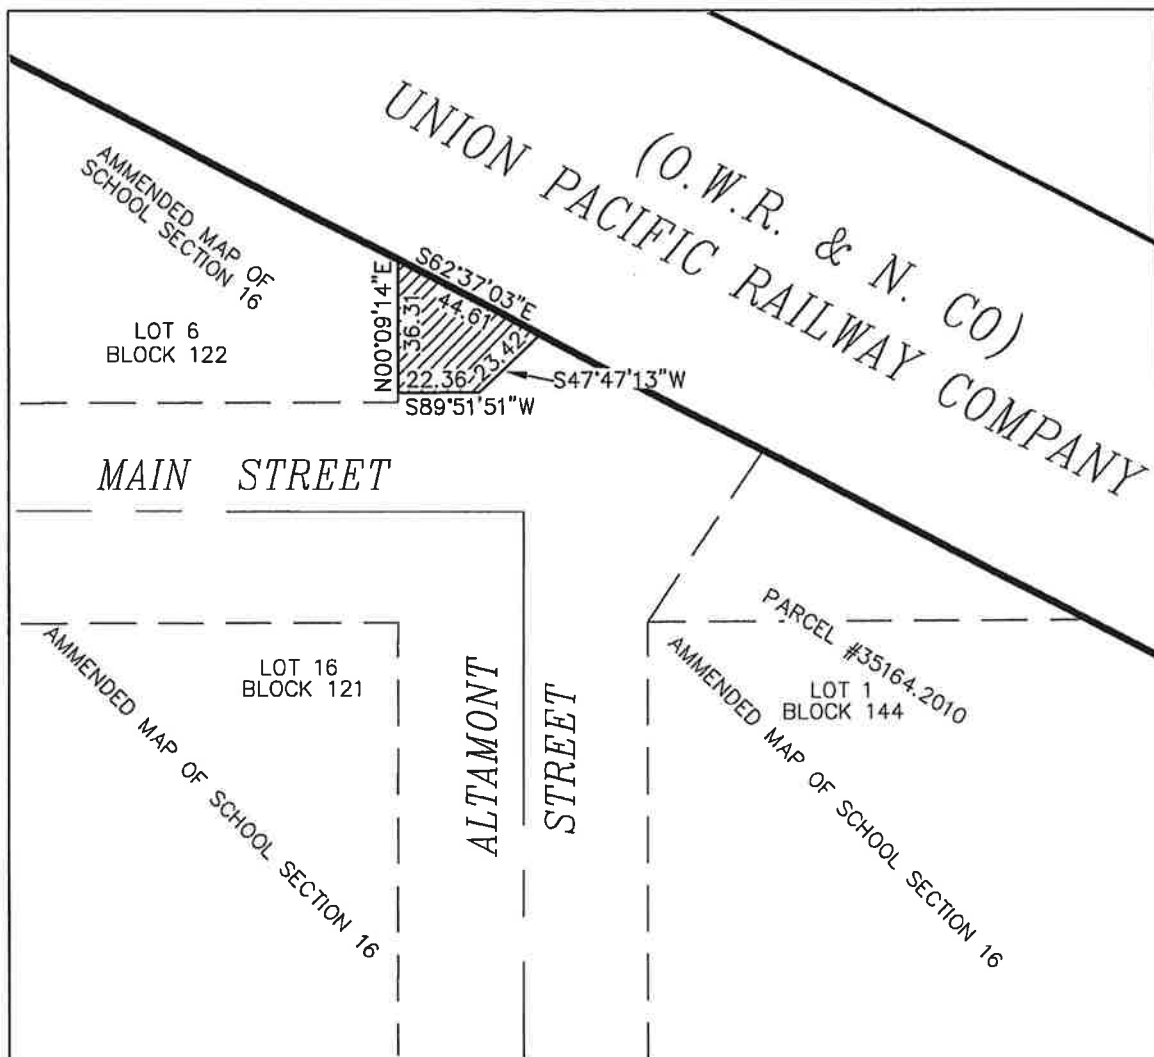 (O.W.R. & N. CO)
UNION PACIFIC RAILWAY COMPANY
AMMENDED MAP OF
SCHOOL SECTION 16
LOT 6
BLOCK 122
N00°09'14"E
36.31
S62°37'03"E
44.61
23.42
22.36
S47°47'13"W
S89°51'51"W
MAIN STREET
LOT 16
BLOCK 121
AMMENDED MAP OF SCHOOL SECTION 16
ALTAMONT
STREET
PARCEL #35164.2010
LOT 1
BLOCK 144
AMMENDED MAP OF SCHOOL SECTION 16